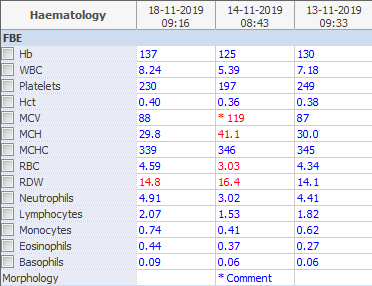 Haematology 18-11-2019 14-11-2019 13-11-2019
09:16 08:43 09:33
FBE
Hb 137 125 130
WBC 8.24 5.39 7.18
Platelets 230 197 249
Hct 0.40 0.36 0.38
MCV 88 * 119 87
MCH 29.8 41.1 30.0
MCHC 339 346 345
RBC 4.59 3.03 4.34
RDW 14.8 16.4 14.1
Neutrophils 4.91 3.02 4.41
Lymphocytes 2.07 1.53 1.82
Monocytes 0.74 0.41 0.62
Eosinophils 0.44 0.37 0.27
Basophils 0.09 0.06 0.06
Morphology * Comment